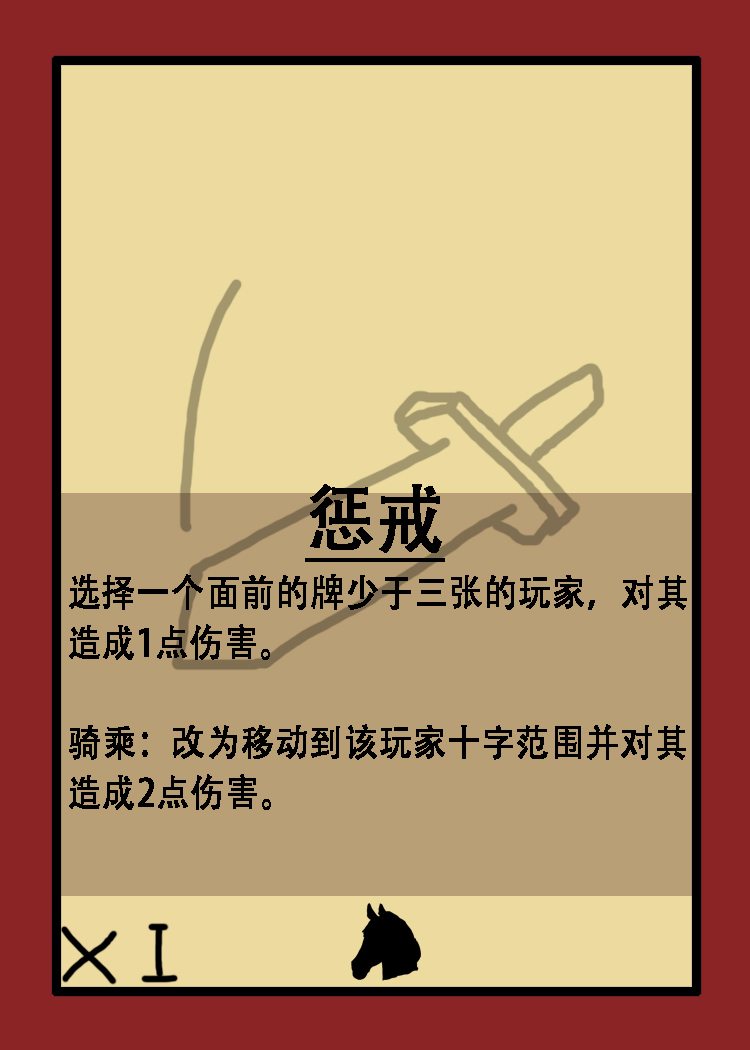 惩戒
选择一个面前的牌少于三张的玩家，对其
造成1点伤害。
骑乘：改为移动到该玩家十字范围并对其
造成2点伤害。
XI